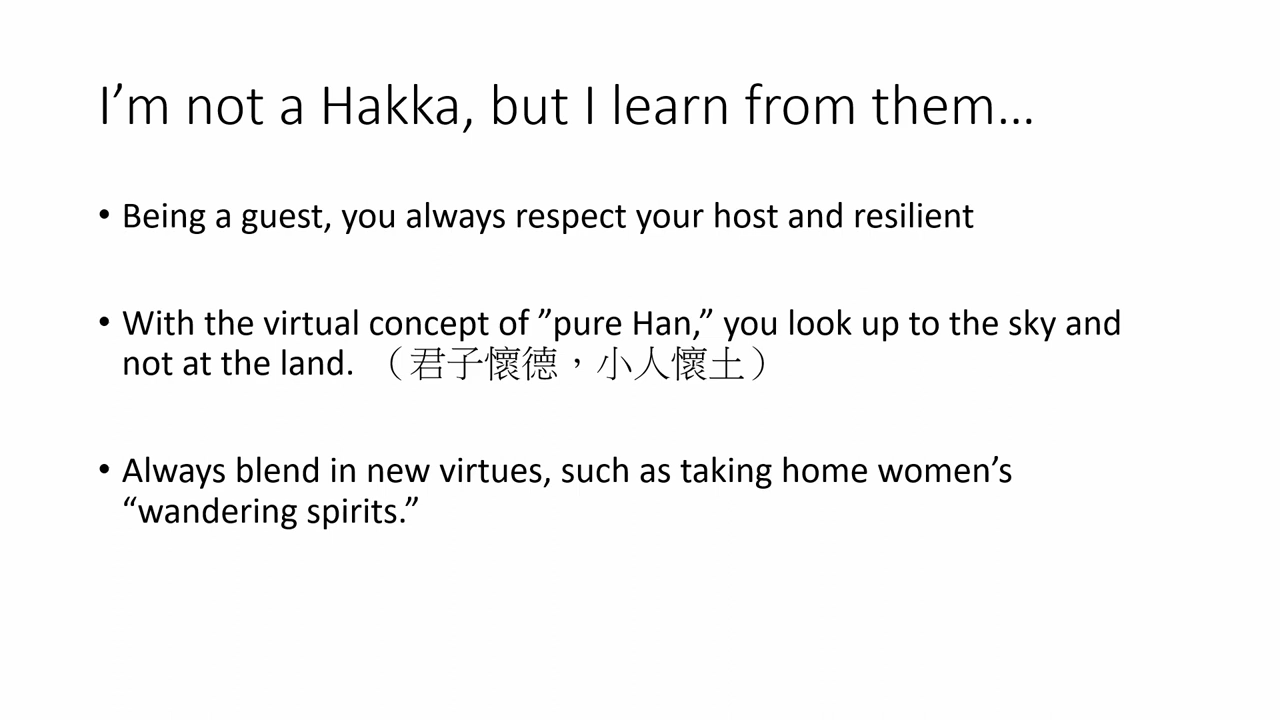 I’m not a Hakka, but I learn from them…
• Being a guest, you always respect your host and resilient
• With the virtual concept of ”pure Han,” you look up to the sky and
not at the land. （君子懷德，小人懷土）
• Always blend in new virtues, such as taking home women’s
“wandering spirits.”